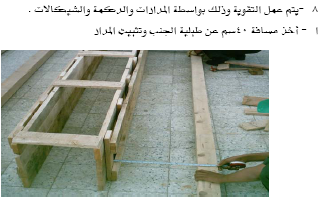 ٨ -يتم عمل التقوية وذلك بواسطة المدادات والدكمة والشيكالات .
١ - أخذ مسافة ٤٠سم عن طبلية الجنب وتثبيت المداد